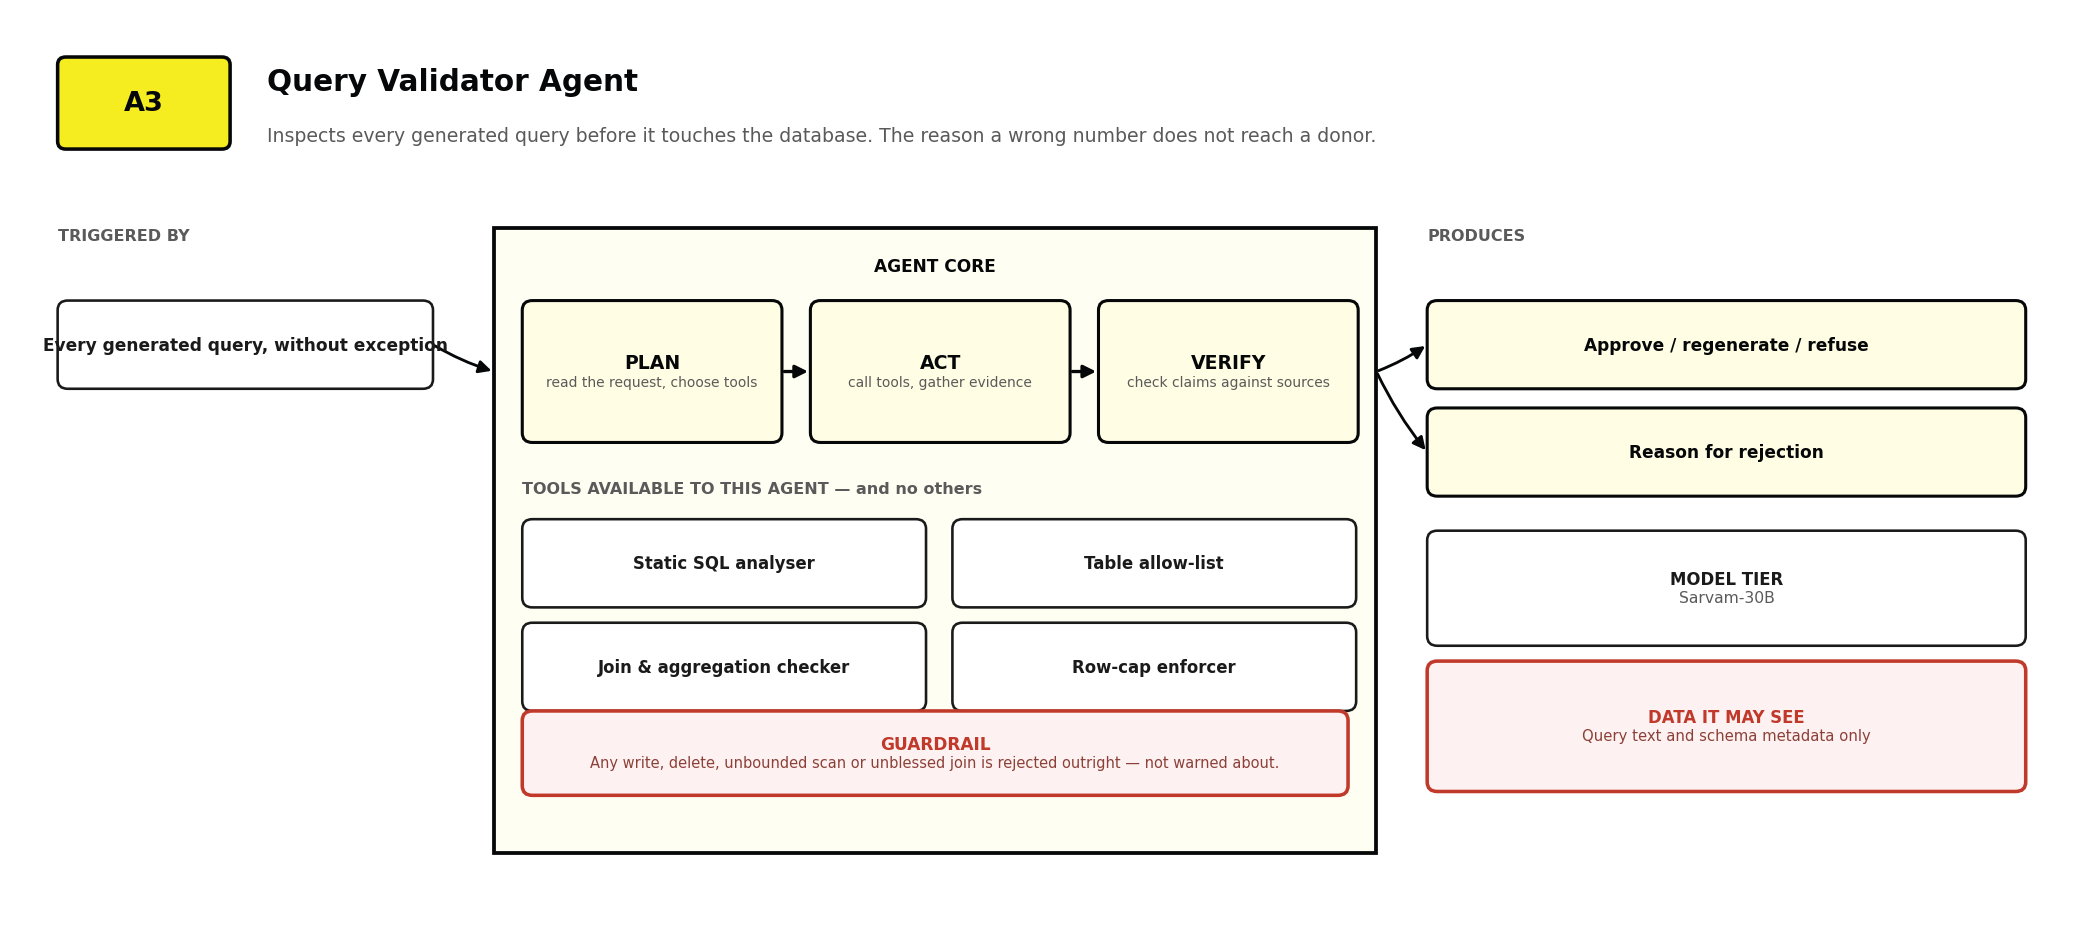 A3
Query Validator Agent
Inspects every generated query before it touches the database. The reason a wrong number does not reach a donor.
TRIGGERED BY
Every generated query, without exception
AGENT CORE
PLAN
read the request, choose tools
ACT
call tools, gather evidence
VERIFY
check claims against sources
TOOLS AVAILABLE TO THIS AGENT — and no others
Static SQL analyser
Table allow-list
Join & aggregation checker
Row-cap enforcer
GUARDRAIL
Any write, delete, unbounded scan or unblessed join is rejected outright — not warned about.
PRODUCES
Approve / regenerate / refuse
Reason for rejection
MODEL TIER
Sarvam-30B
DATA IT MAY SEE
Query text and schema metadata only